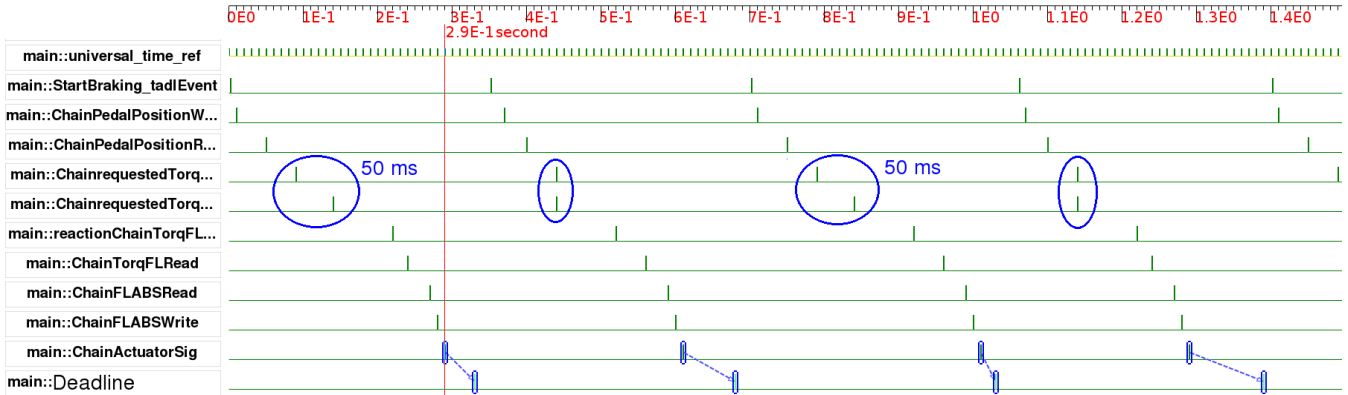 0E0 1E-1 2E-1 3E-1 4E-1 5E-1 6E-1 7E-1 8E-1 9E-1 1E0 1.1E0 1.2E0 1.3E0 1.4E0
2.9E-1second
main::universal_time_ref
main::StartBraking_tadlEvent
main::ChainPedalPositionW...
main::ChainPedalPositionR...
main::ChainrequestedTorq... 50 ms 50 ms
main::ChainrequestedTorq...
main::reactionChainTorqFL...
main::ChainTorqFLRead
main::ChainFLABSRead
main::ChainFLABSWrite
main::ChainActuatorSig
main::Deadline